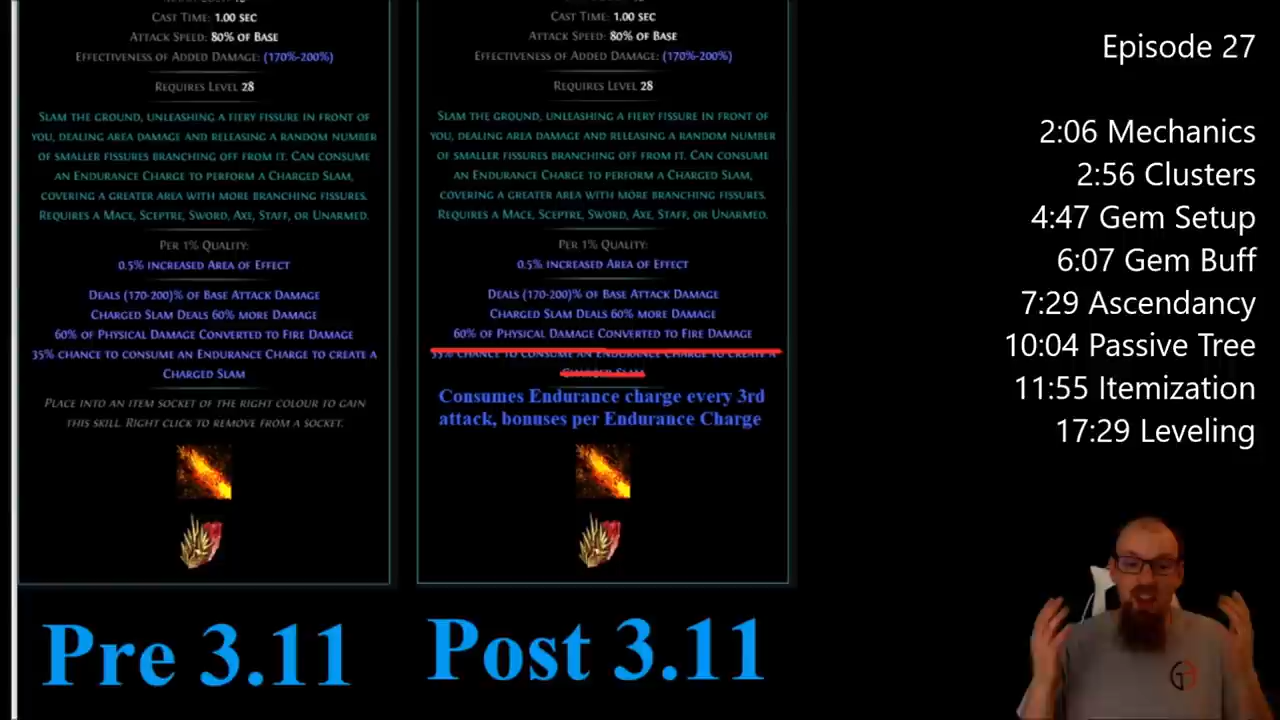 CAST TIME: 1.00 SEC
ATTACK SPEED: 80% OF BASE
EFFECTIVENESS OF ADDED DAMAGE: (170%-200%)
REQUIRES LEVEL 28
SLAM THE GROUND, UNLEASHING A FIERY FISSURE IN FRONT OF
YOU, DEALING AREA DAMAGE AND RELEASING A RANDOM NUMBER
OF SMALLER FISSURES BRANCHING OFF FROM IT. CAN CONSUME
AN ENDURANCE CHARGE TO PERFORM A CHARGED SLAM,
COVERING A GREATER AREA WITH MORE BRANCHING FISSURES.
REQUIRES A MACE, SCEPTRE, SWORD, AXE, STAFF, OR UNARMED.
PER 1% QUALITY:
0.5% INCREASED AREA OF EFFECT
DEALS (170-200)% OF BASE ATTACK DAMAGE
CHARGED SLAM DEALS 60% MORE DAMAGE
60% OF PHYSICAL DAMAGE CONVERTED TO FIRE DAMAGE
35% CHANCE TO CONSUME AN ENDURANCE CHARGE TO CREATE A
CHARGED SLAM
PLACE INTO AN ITEM SOCKET OF THE RIGHT COLOUR TO GAIN
THIS SKILL. RIGHT CLICK TO REMOVE FROM A SOCKET.
Pre 3.11
CAST TIME: 1.00 SEC
ATTACK SPEED: 80% OF BASE
EFFECTIVENESS OF ADDED DAMAGE: (170%-200%)
REQUIRES LEVEL 28
SLAM THE GROUND, UNLEASHING A FIERY FISSURE IN FRONT OF
YOU, DEALING AREA DAMAGE AND RELEASING A RANDOM NUMBER
OF SMALLER FISSURES BRANCHING OFF FROM IT. CAN CONSUME
AN ENDURANCE CHARGE TO PERFORM A CHARGED SLAM,
COVERING A GREATER AREA WITH MORE BRANCHING FISSURES.
REQUIRES A MACE, SCEPTRE, SWORD, AXE, STAFF, OR UNARMED.
PER 1% QUALITY:
0.5% INCREASED AREA OF EFFECT
DEALS (170-200)% OF BASE ATTACK DAMAGE
CHARGED SLAM DEALS 60% MORE DAMAGE
60% OF PHYSICAL DAMAGE CONVERTED TO FIRE DAMAGE
35% CHANCE TO CONSUME AN ENDURANCE CHARGE TO CREATE A
CHARGED SLAM
Consumes Endurance charge every 3rd
attack, bonuses per Endurance Charge
Post 3.11
Episode 27
2:06 Mechanics
2:56 Clusters
4:47 Gem Setup
6:07 Gem Buff
7:29 Ascendancy
10:04 Passive Tree
11:55 Itemization
17:29 Leveling